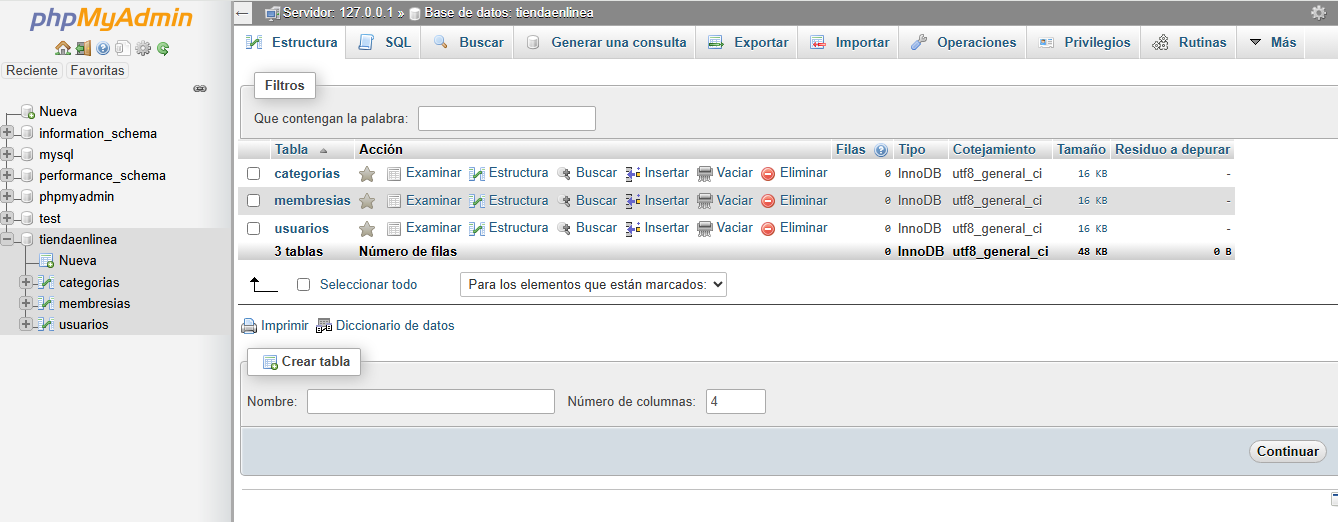 phpMyAdmin
Reciente Favoritas
Nueva
information_schema
mysql
performance_schema
phpmyadmin
test
tiendaenlinea
Nueva
categorias
membresias
usuarios
Servidor: 127.0.0.1 » Base de datos: tiendaenlinea
Estructura SQL Buscar Generar una consulta Exportar Importar Operaciones Privilegios Rutinas Más
Filtros
Que contengan la palabra:
Tabla Acción Filas Tipo Cotejamiento Tamaño Residuo a depurar
categorias Examinar Estructura Buscar Insertar Vaciar Eliminar 0 InnoDB utf8_general_ci 16 KB -
membresias Examinar Estructura Buscar Insertar Vaciar Eliminar 0 InnoDB utf8_general_ci 16 KB -
usuarios Examinar Estructura Buscar Insertar Vaciar Eliminar 0 InnoDB utf8_general_ci 16 KB -
3 tablas Número de filas 0 InnoDB utf8_general_ci 48 KB 0 B
Seleccionar todo Para los elementos que están marcados:
Imprimir Diccionario de datos
Crear tabla
Nombre: Número de columnas: 4
Continuar